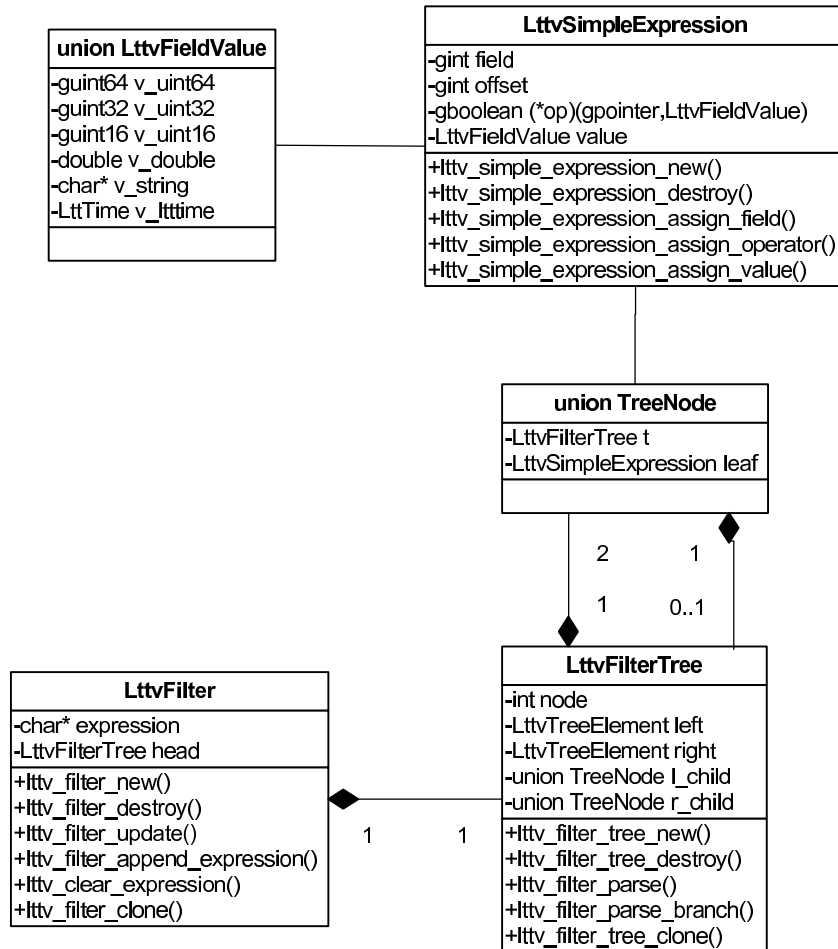 union LttvFieldValue
-guint64 v_uint64
-guint32 v_uint32
-guint16 v_uint16
-double v_double
-char* v_string
-LttTime v_ltttime
LttvSimpleExpression
-gint field
-gint offset
-gboolean (*op)(gpointer,LttvFieldValue)
-LttvFieldValue value
+lttv_simple_expression_new()
+lttv_simple_expression_destroy()
+lttv_simple_expression_assign_field()
+lttv_simple_expression_assign_operator()
+lttv_simple_expression_assign_value()
union TreeNode
-LttvFilterTree t
-LttvSimpleExpression leaf
2
1
1
0..1
LttvFilter
-char* expression
-LttvFilterTree head
+lttv_filter_new()
+lttv_filter_destroy()
+lttv_filter_update()
+lttv_filter_append_expression()
+lttv_clear_expression()
+lttv_filter_clone()
1
1
LttvFilterTree
-int node
-LttvTreeElement left
-LttvTreeElement right
-union TreeNode l_child
-union TreeNode r_child
+lttv_filter_tree_new()
+lttv_filter_tree_destroy()
+lttv_filter_parse()
+lttv_filter_parse_branch()
+lttv_filter_tree_clone()